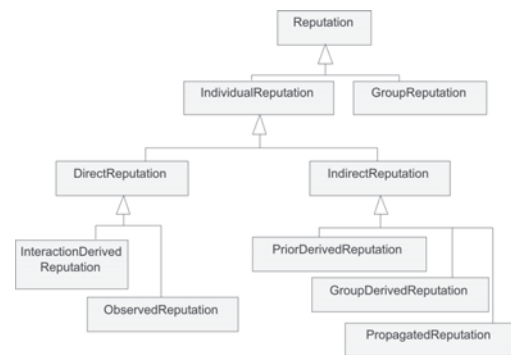 Reputation
IndividualReputation
GroupReputation
DirectReputation
IndirectReputation
InteractionDerived
Reputation
PriorDerivedReputation
GroupDerivedReputation
ObservedReputation
PropagatedReputation